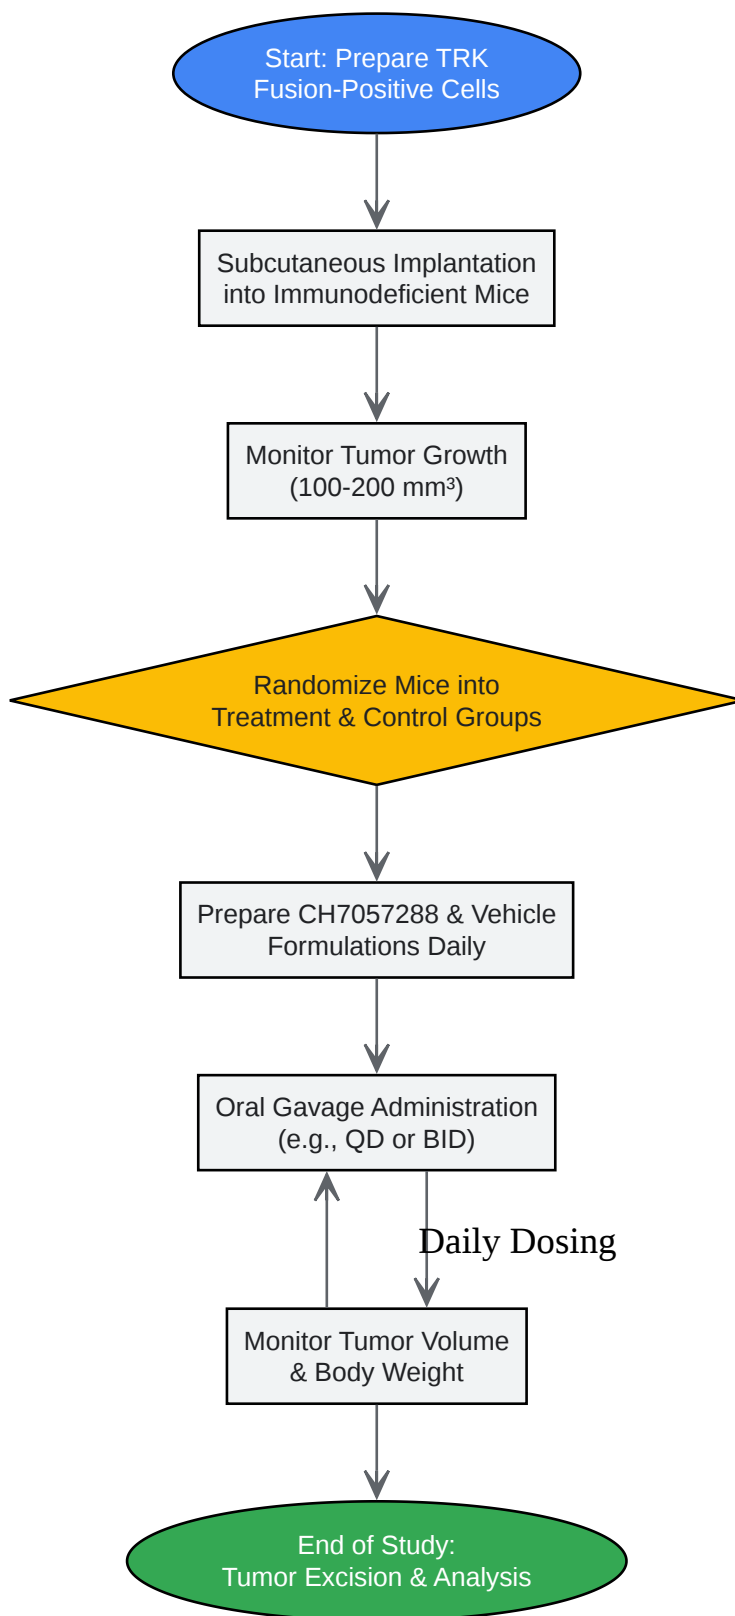 Start: Prepare TRK
Fusion-Positive Cells
Subcutaneous Implantation
into Immunodeficient Mice
Monitor Tumor Growth
(100-200 mm³)
Randomize Mice into
Treatment & Control Groups
Prepare CH7057288 & Vehicle
Formulations Daily
Oral Gavage Administration
(e.g., QD or BID)
Daily Dosing
Monitor Tumor Volume
& Body Weight
End of Study:
Tumor Excision & Analysis